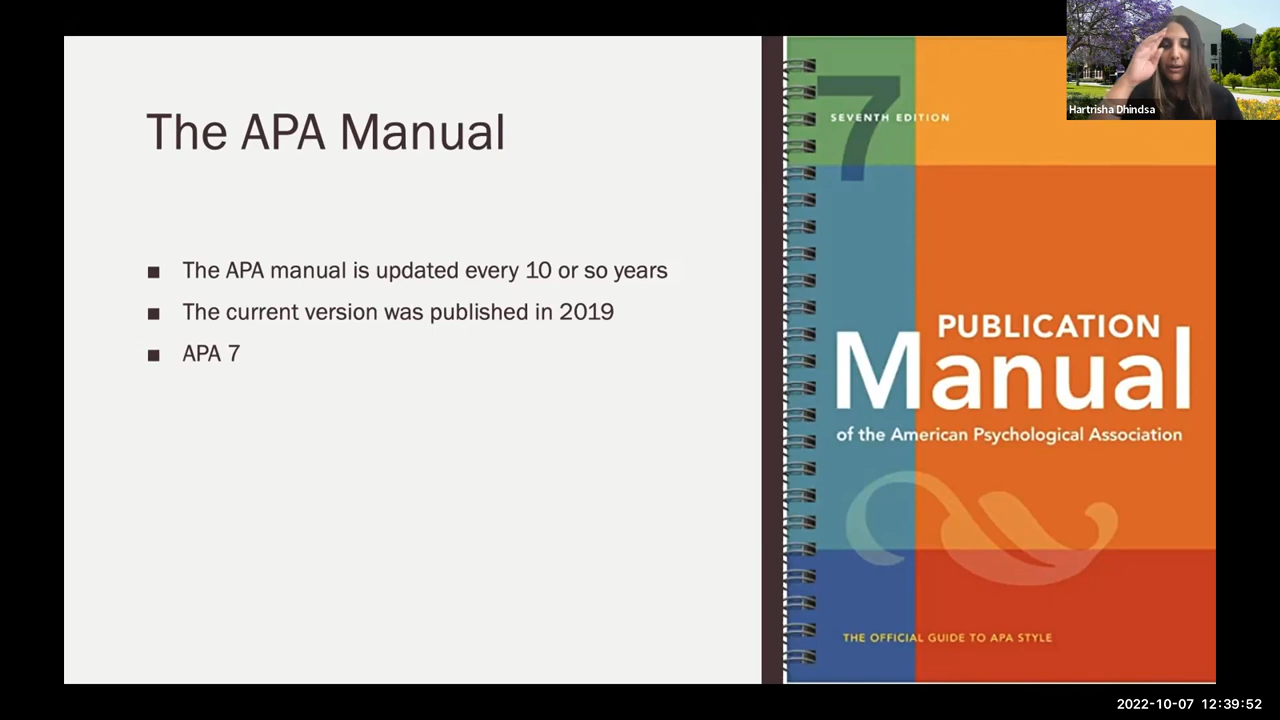 The APA Manual
■ The APA manual is updated every 10 or so years
■ The current version was published in 2019
■ APA 7
7
SEVENTH EDITION
PUBLICATION
Manual
of the American Psychological Association
THE OFFICIAL GUIDE TO APA STYLE
Hartrisha Dhindsa
2022-10-07 12:39:52